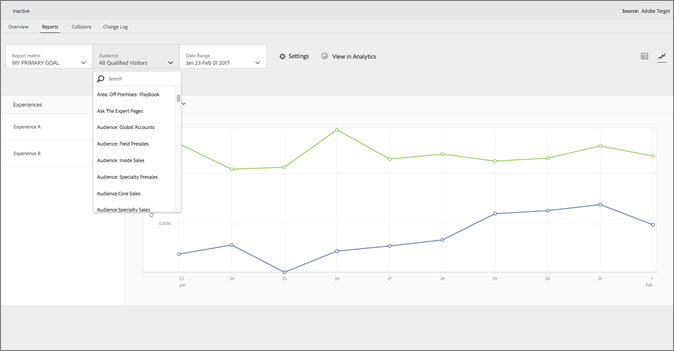 Inactive
Source: Adobe Target
Overview
Reports
Collisions
Change Log
Report metric
MY PRIMARY GOAL
Audience
All Qualified Visitors
Date Range
Jan 23-Feb 01 2017
Settings
View in Analytics
Search
Area: Off Premises- Playbook
Ask The Expert Pages
Audience: Global Accounts
Audience: Field Presales
Audience: Inside Sales
Audience: Specialty Presales
Audience:Core Sales
Audience:Specialty Sales
Experiences
Experience A
Experience B
0.00%
23
Jan
24
25
26
27
28
29
30
31
1
Feb